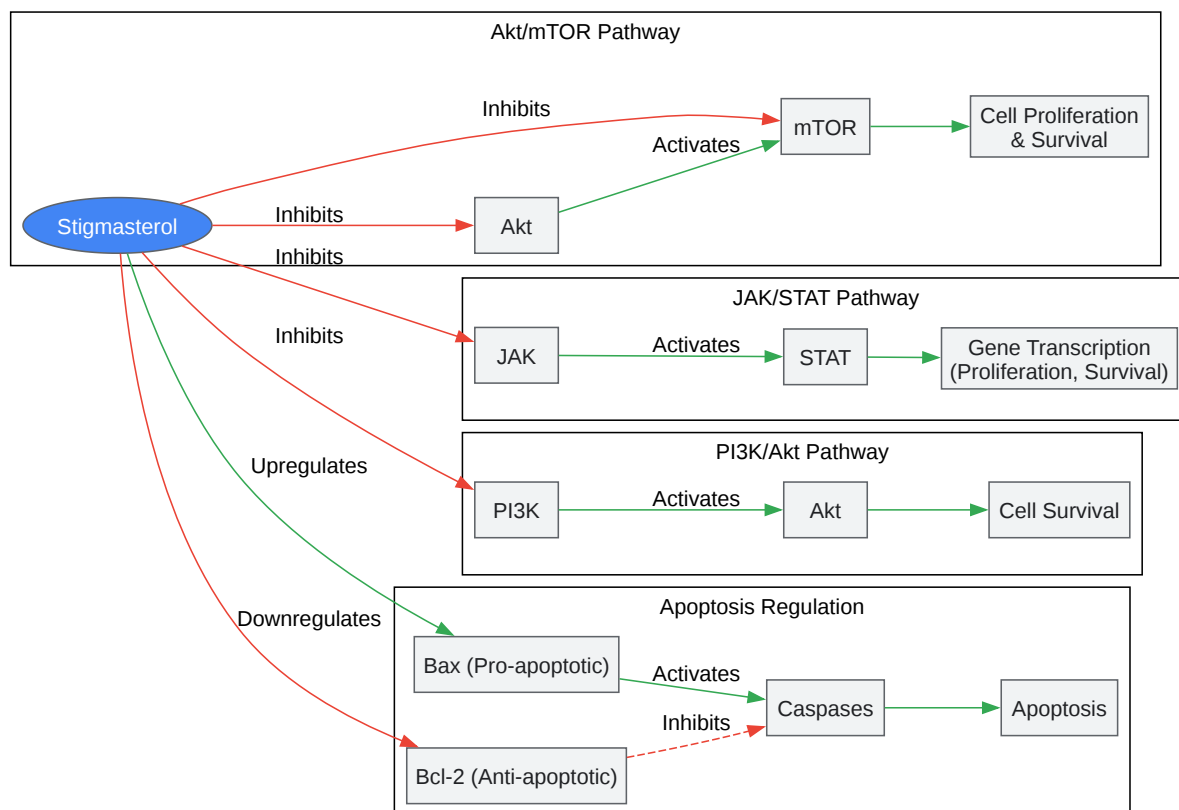 Akt/mTOR Pathway
Inhibits
mTOR
Cell Proliferation
& Survival
Activates
Stigmasterol
Inhibits
Akt
Inhibits
JAK/STAT Pathway
Inhibits
JAK
Activates
STAT
Gene Transcription
(Proliferation, Survival)
PI3K/Akt Pathway
Upregulates
PI3K
Activates
Akt
Cell Survival
Apoptosis Regulation
Downregulates
Bax (Pro-apoptotic)
Activates
Caspases
Apoptosis
Inhibits
Bcl-2 (Anti-apoptotic)